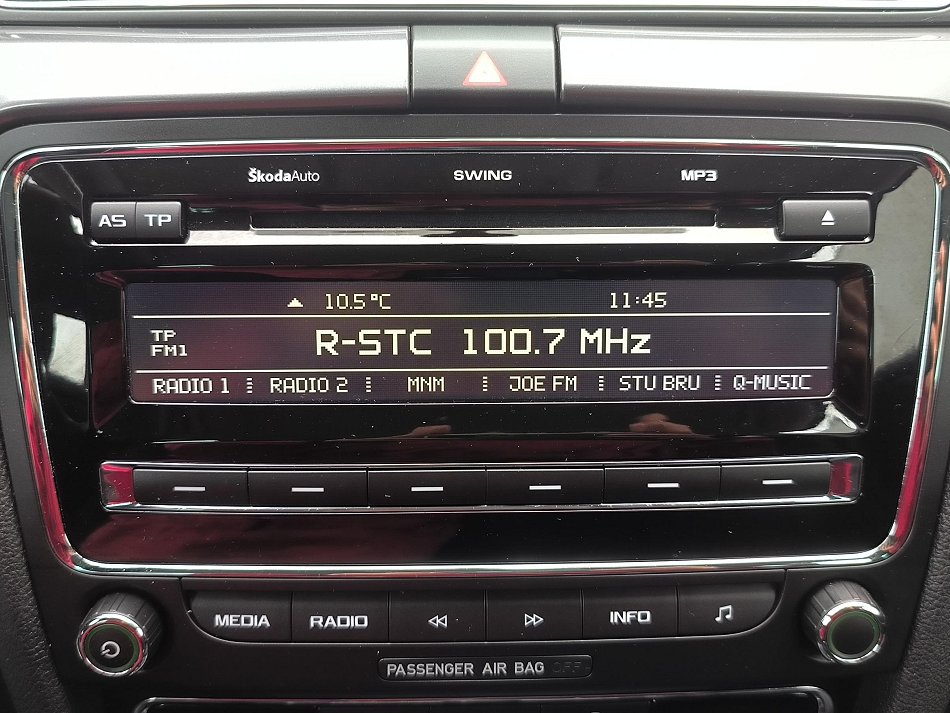 ŠkodaAuto SWING MP3
AS TP
10.5°C 11:45
TP
FM1
R-STC 100.7 MHz
RADIO 1 RADIO 2 MNM JOE FM STU BRU Q-MUSIC
MEDIA RADIO INFO
PASSENGER AIR BAG OFF